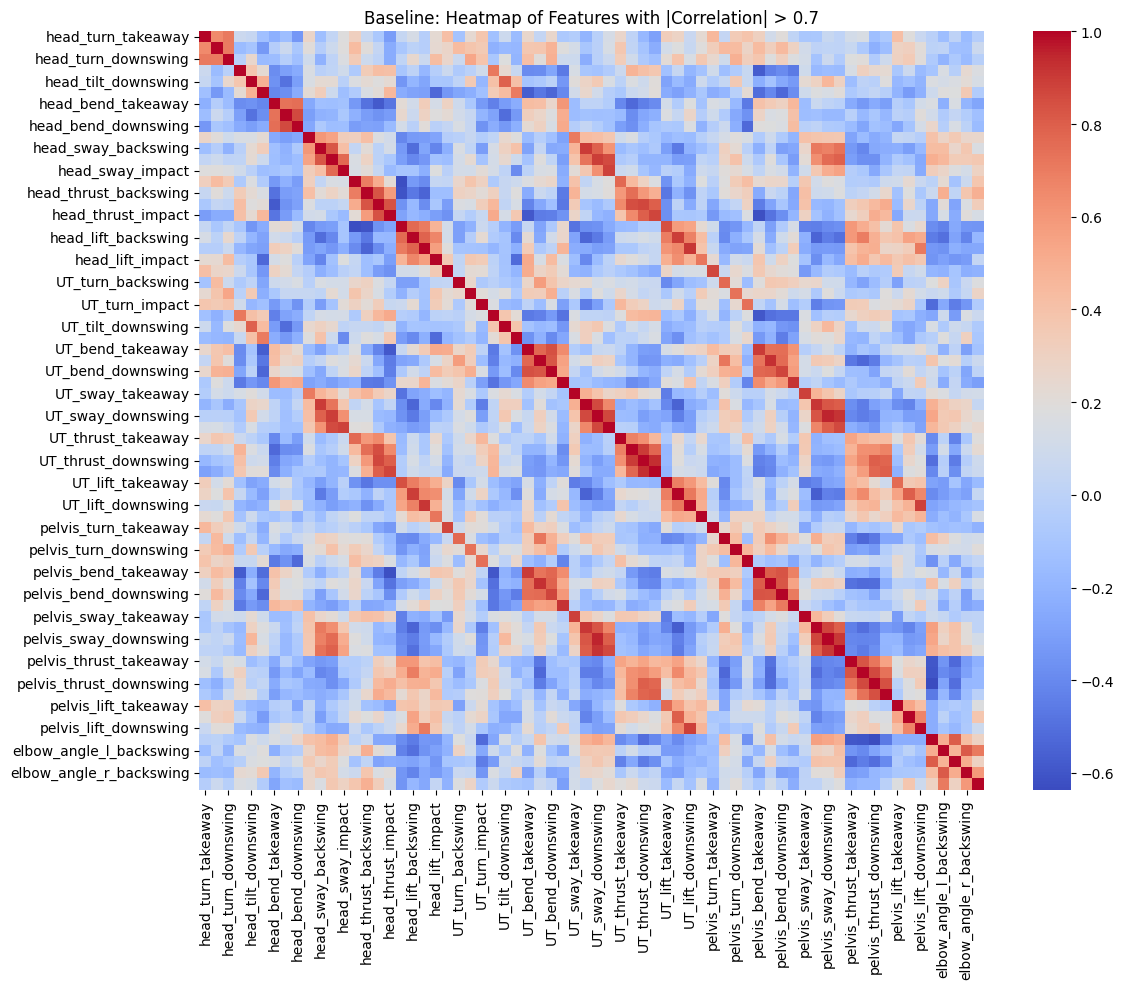 Baseline: Heatmap of Features with |Correlation| > 0.7
head_turn_takeaway
head_turn_downswing
head_tilt_downswing
head_bend_takeaway
head_bend_downswing
head_sway_backswing
head_sway_impact
head_thrust_backswing
head_thrust_impact
head_lift_backswing
head_lift_impact
UT_turn_backswing
UT_turn_impact
UT_tilt_downswing
UT_bend_takeaway
UT_bend_downswing
UT_sway_takeaway
UT_sway_downswing
UT_thrust_takeaway
UT_thrust_downswing
UT_lift_takeaway
UT_lift_downswing
pelvis_turn_takeaway
pelvis_turn_downswing
pelvis_bend_takeaway
pelvis_bend_downswing
pelvis_sway_takeaway
pelvis_sway_downswing
pelvis_thrust_takeaway
pelvis_thrust_downswing
pelvis_lift_takeaway
pelvis_lift_downswing
elbow_angle_l_backswing
elbow_angle_r_backswing
head_turn_takeaway
head_turn_downswing
head_tilt_downswing
head_bend_takeaway
head_bend_downswing
head_sway_backswing
head_sway_impact
head_thrust_backswing
head_thrust_impact
head_lift_backswing
head_lift_impact
UT_turn_backswing
UT_turn_impact
UT_tilt_downswing
UT_bend_takeaway
UT_bend_downswing
UT_sway_takeaway
UT_sway_downswing
UT_thrust_takeaway
UT_thrust_downswing
UT_lift_takeaway
UT_lift_downswing
pelvis_turn_takeaway
pelvis_turn_downswing
pelvis_bend_takeaway
pelvis_bend_downswing
pelvis_sway_takeaway
pelvis_sway_downswing
pelvis_thrust_takeaway
pelvis_thrust_downswing
pelvis_lift_takeaway
pelvis_lift_downswing
elbow_angle_l_backswing
elbow_angle_r_backswing
1.0
0.8
0.6
0.4
0.2
0.0
−0.2
−0.4
−0.6